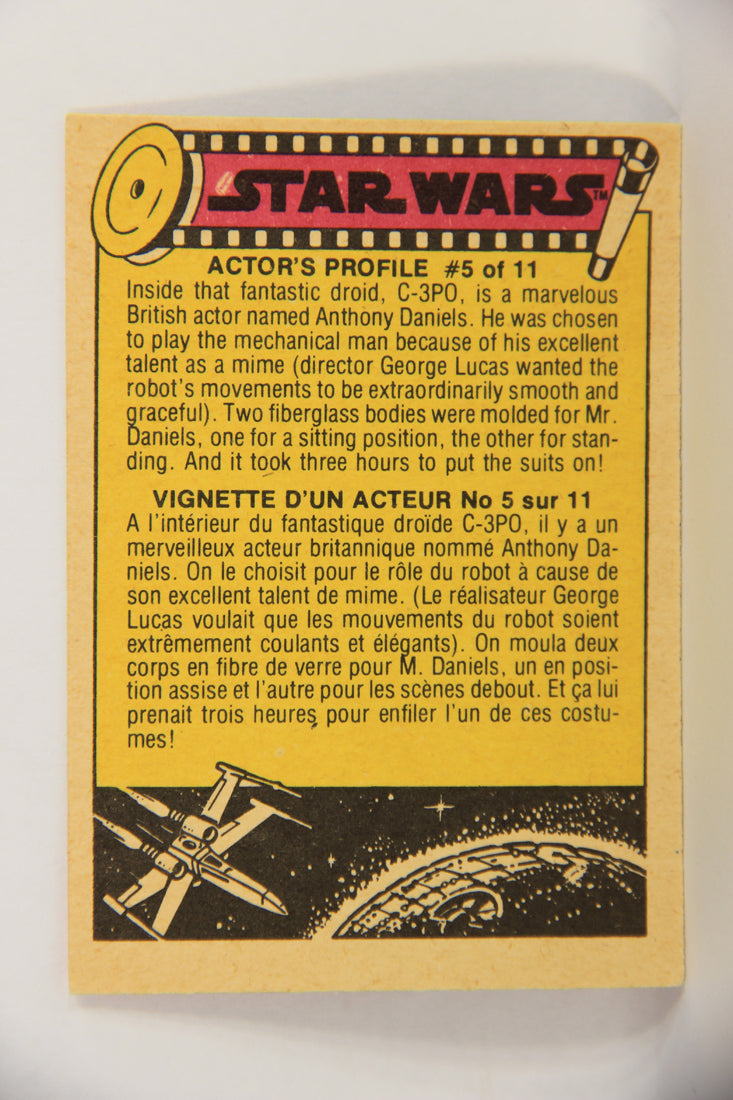 STAR WARS™
ACTOR'S PROFILE #5 of 11
Inside that fantastic droid, C-3PO, is a marvelous
British actor named Anthony Daniels. He was chosen
to play the mechanical man because of his excellent
talent as a mime (director George Lucas wanted the
robot's movements to be extraordinarily smooth and
graceful). Two fiberglass bodies were molded for Mr.
Daniels, one for a sitting position, the other for stan-
ding. And it took three hours to put the suits on!
VIGNETTE D'UN ACTEUR No 5 sur 11
A l'intérieur du fantastique droïde C-3PO, il y a un
merveilleux acteur britannique nommé Anthony Da-
niels. On le choisit pour le rôle du robot à cause de
son excellent talent de mime. (Le réalisateur George
Lucas voulait que les mouvements du robot soient
extrêmement coulants et élégants). On moula deux
corps en fibre de verre pour M. Daniels, un en posi-
tion assise et l'autre pour les scènes debout. Et ça lui
prenait trois heures pour enfiler l'un de ces costu-
mes!